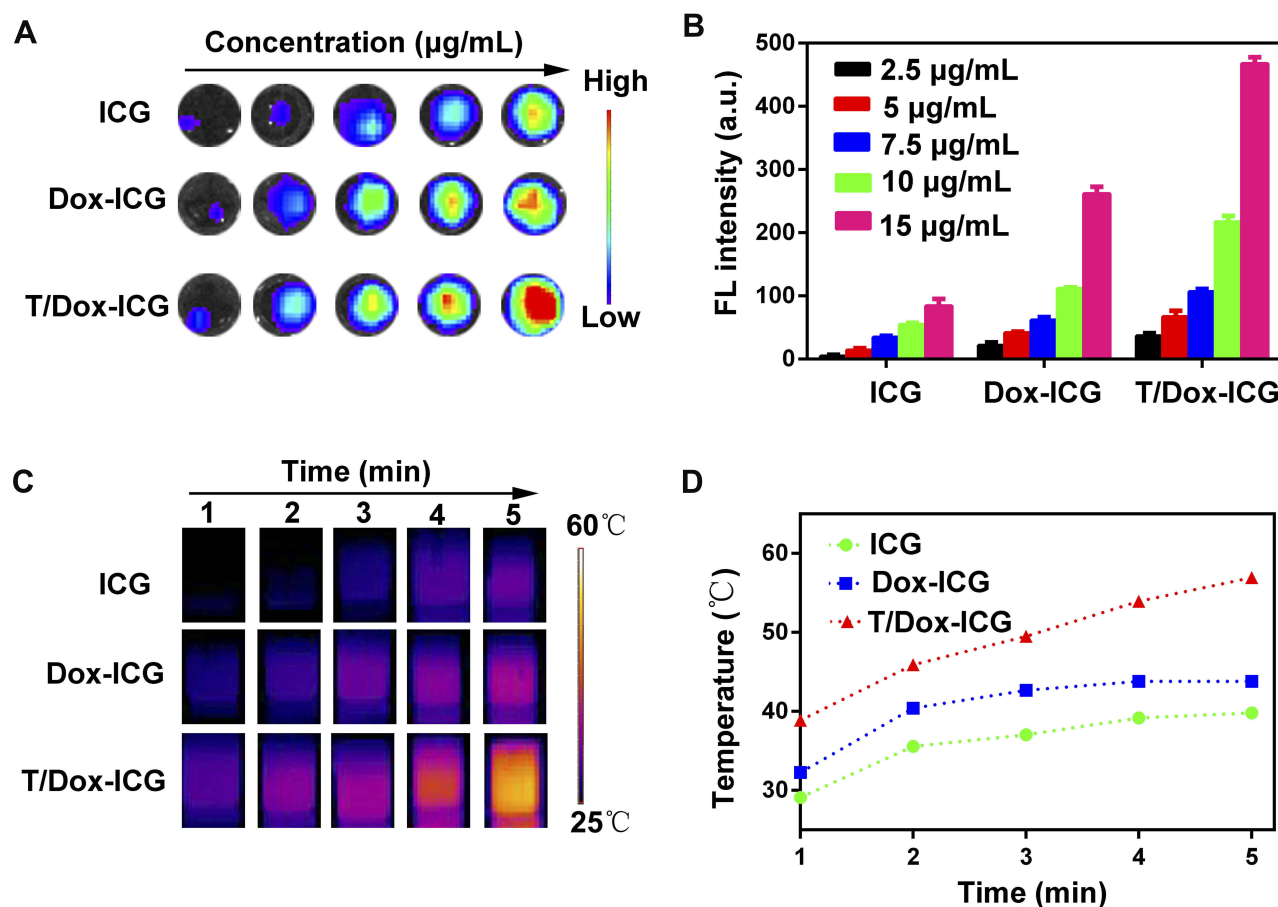 A
Concentration (µg/mL)
ICG
Dox-ICG
T/Dox-ICG
High
Low
B
FL intensity (a.u.)
500
400
300
200
100
0
2.5 µg/mL
5 µg/mL
7.5 µg/mL
10 µg/mL
15 µg/mL
ICG Dox-ICG T/Dox-ICG
C
Time (min)
1 2 3 4 5
ICG
Dox-ICG
T/Dox-ICG
60℃
25℃
D
Temperature (℃)
60
50
40
30
ICG
Dox-ICG
T/Dox-ICG
1 2 3 4 5
Time (min)